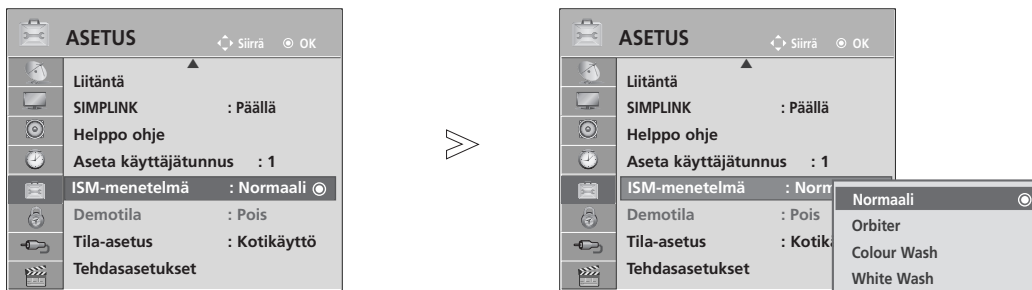 ASETUS
Siirrä OK
Liitäntä
SIMPLINK : Päällä
Helppo ohje
Aseta käyttäjätunnus : 1
ISM-menetelmä : Normaali
Demotila : Pois
Tila-asetus : Kotikäyttö
Tehdasasetukset
ASETUS
Siirrä OK
Liitäntä
SIMPLINK : Päällä
Helppo ohje
Aseta käyttäjätunnus : 1
ISM-menetelmä : Norm
Demotila : Pois
Tila-asetus : Kotik
Tehdasasetukset
Normaali
Orbiter
Colour Wash
White Wash